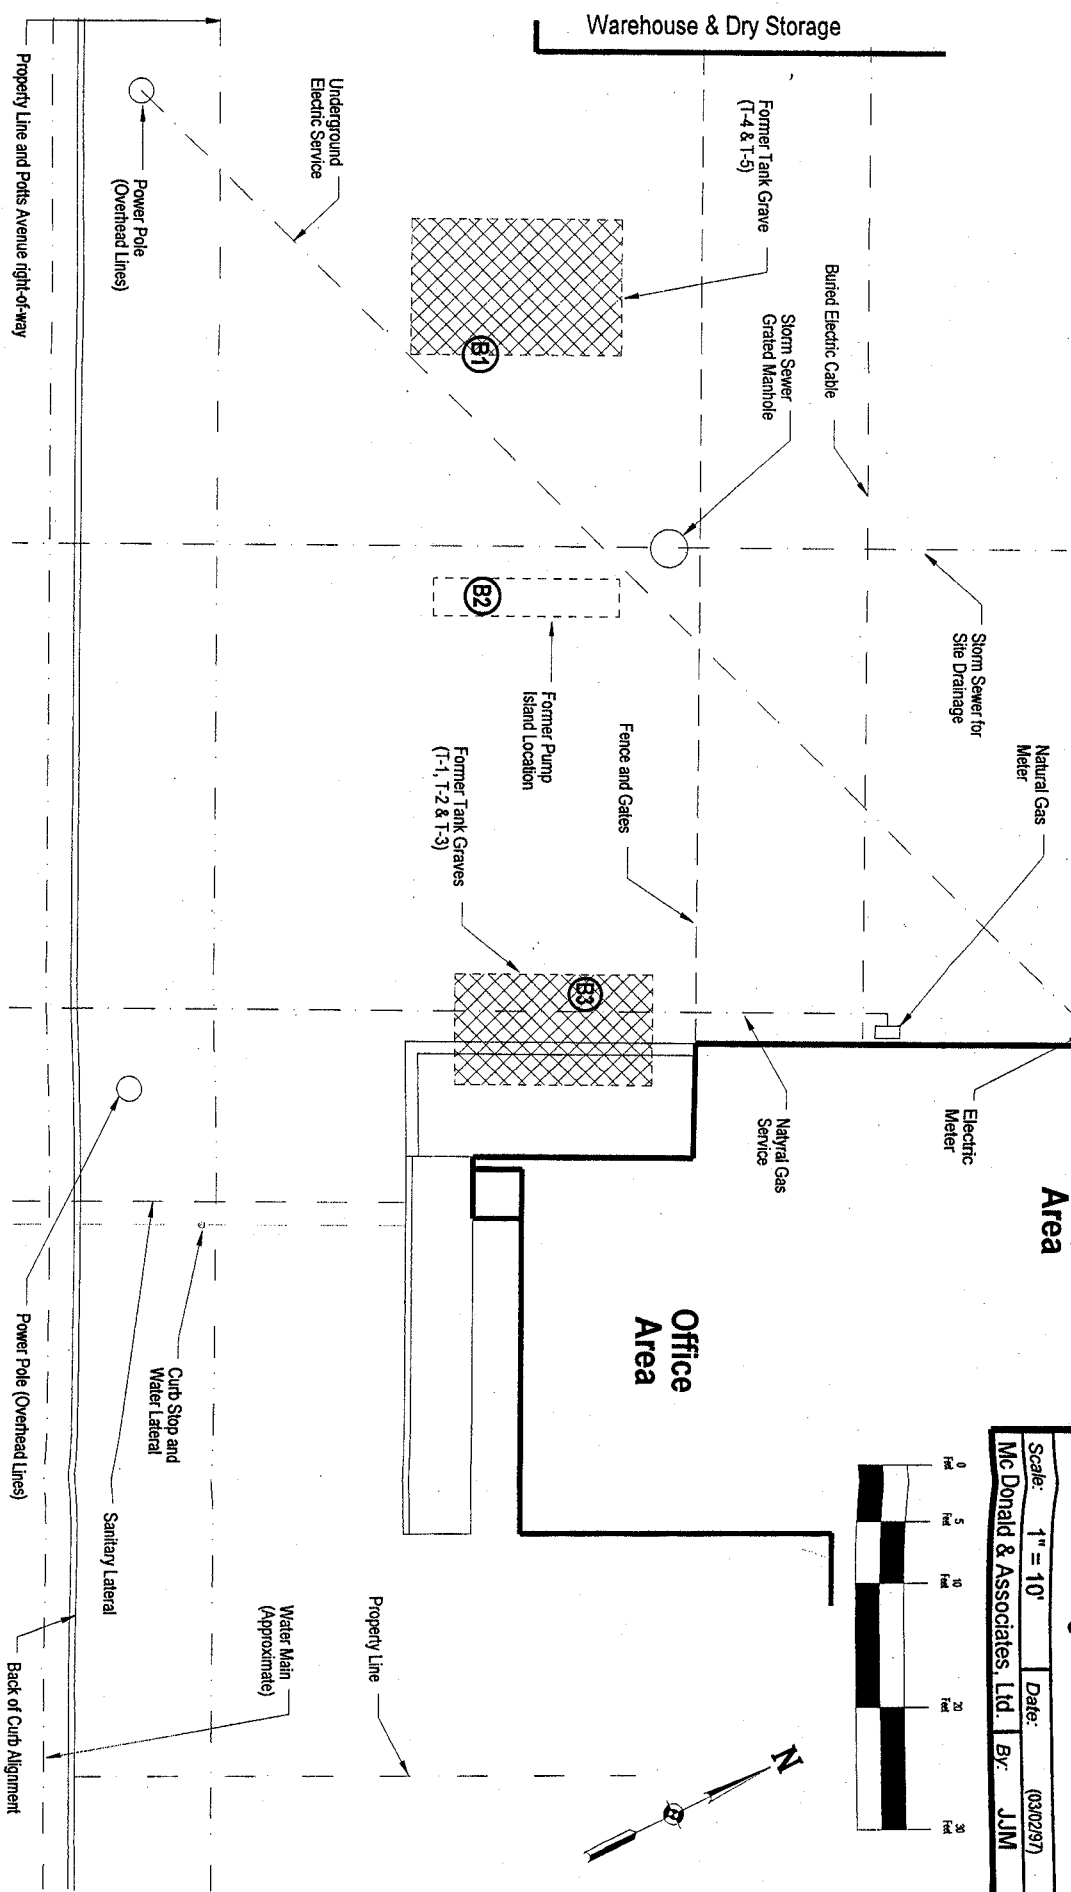 Warehouse & Dry Storage
Property Line and Potts Avenue right-of-way
Power Pole
(Overhead Lines)
Underground
Electric Service
Former Tank Grave
(T-4 & T-5)
Buried Electric Cable
Storm Sewer
Grated Manhole
Storm Sewer for
Site Drainage
Natural Gas
Meter
B1
B2
Former Pump
Island Location
Fence and Gates
Former Tank Graves
(T-1, T-2 & T-3)
B3
Natyral Gas
Service
Electric
Meter
Area
Office
Area
Power Pole (Overhead Lines)
Curb Stop and
Water Lateral
Sanitary Lateral
Back of Curb Alignment
Water Main
(Approximate)
Property Line
N
0 5 10 20 30
Feet Feet Feet Feet Feet
Scale: 1" = 10' Date: (03/02/97)
Mc Donald & Associates, Ltd. By: JJM